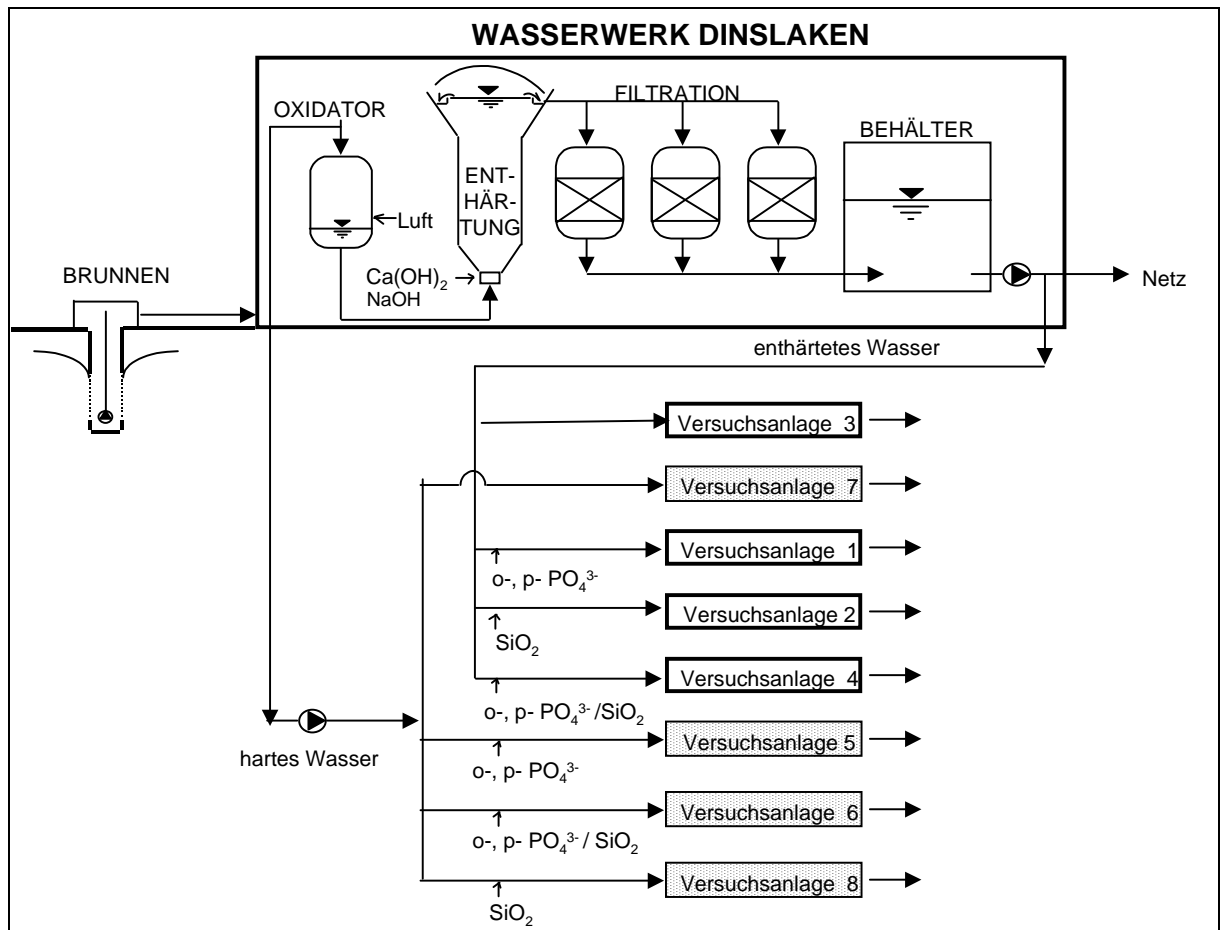 WASSERWERK DINSLAKEN
OXIDATOR
FILTRATION
BEHÄLTER
ENT-
HÄR-
TUNG
Luft
BRUNNEN
Ca(OH)₂
NaOH
Netz
enthärtetes Wasser
Versuchsanlage 3
Versuchsanlage 7
Versuchsanlage 1
o-, p- PO₄³⁻
Versuchsanlage 2
SiO₂
Versuchsanlage 4
o-, p- PO₄³⁻/SiO₂
hartes Wasser
Versuchsanlage 5
o-, p- PO₄³⁻
Versuchsanlage 6
o-, p- PO₄³⁻ / SiO₂
Versuchsanlage 8
SiO₂